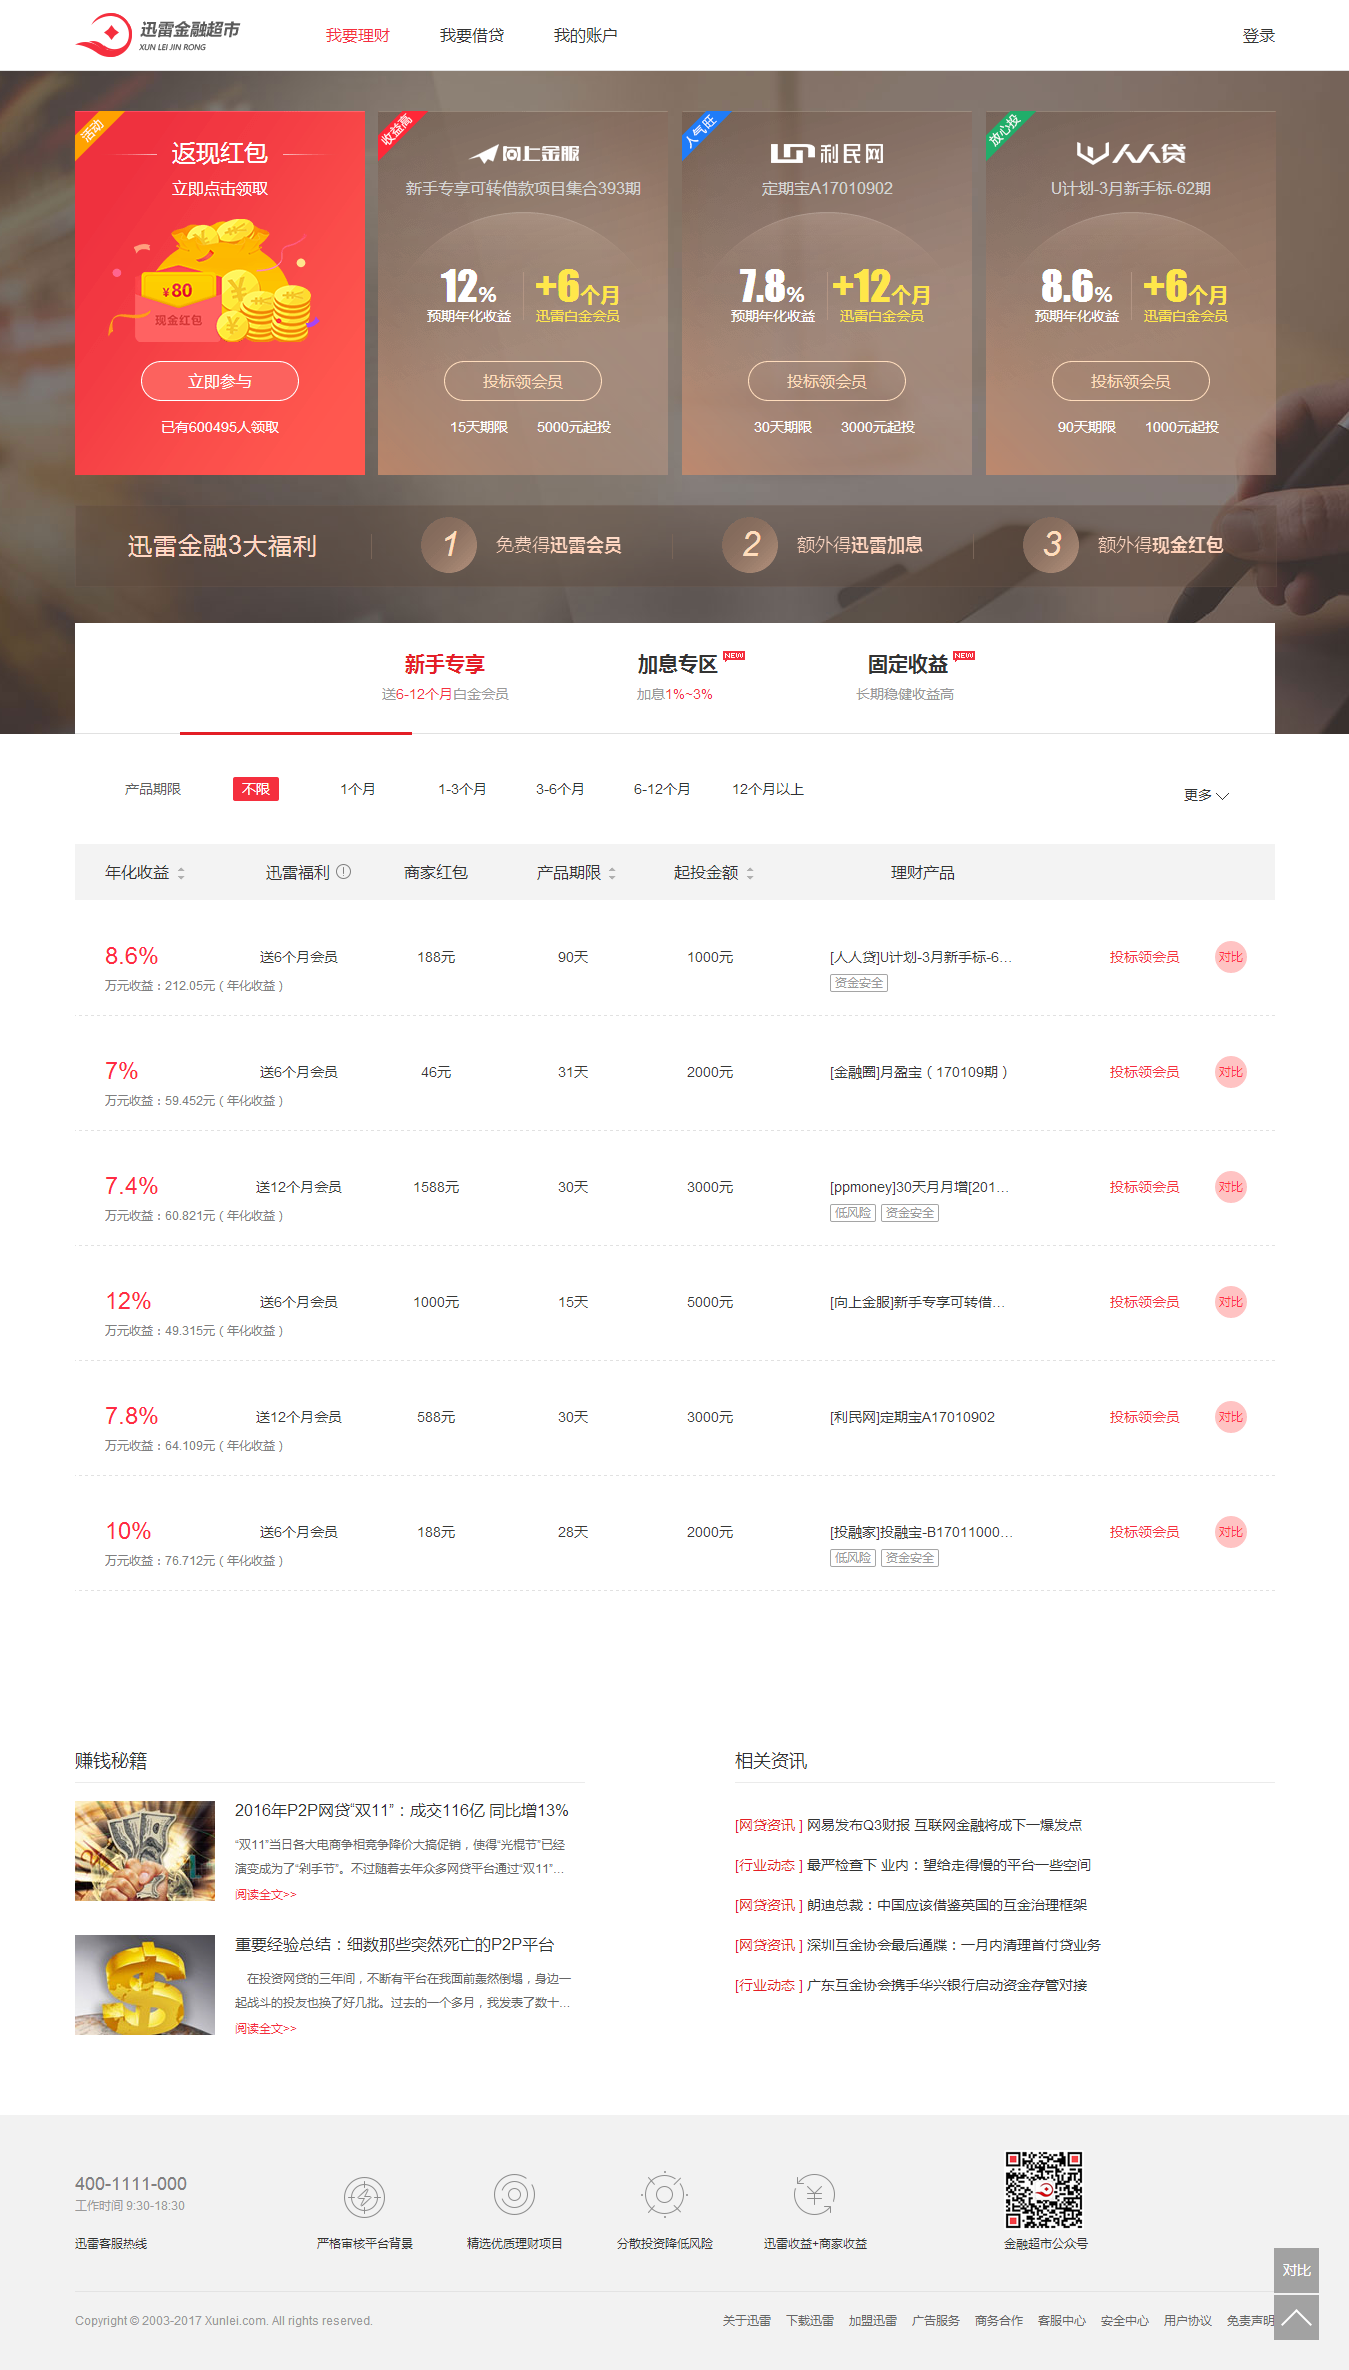 迅雷金融超市
XUN LEI JIN RONG
我要理财 我要借贷 我的账户 登录
活动
返现红包
立即点击领取
¥80
现金红包
立即参与
已有600495人领取
收益高
向上金服
新手专享可转借款项目集合393期
12% +6个月
预期年化收益 迅雷白金会员
投标领会员
15天期限 5000元起投
人气旺
利民网
定期宝A17010902
7.8% +12个月
预期年化收益 迅雷白金会员
投标领会员
30天期限 3000元起投
放心投
人人贷
U计划-3月新手标-62期
8.6% +6个月
预期年化收益 迅雷白金会员
投标领会员
90天期限 1000元起投
迅雷金融3大福利 1 免费得迅雷会员 2 额外得迅雷加息 3 额外得现金红包
新手专享 加息专区 NEW 固定收益 NEW
送6-12个月白金会员 加息1%~3% 长期稳健收益高
产品期限 不限 1个月 1-3个月 3-6个月 6-12个月 12个月以上 更多
年化收益 迅雷福利 商家红包 产品期限 起投金额 理财产品
8.6% 送6个月会员 188元 90天 1000元 [人人贷]U计划-3月新手标-6... 投标领会员 对比
万元收益：212.05元（年化收益） 资金安全
7% 送6个月会员 46元 31天 2000元 [金融圈]月盈宝（170109期） 投标领会员 对比
万元收益：59.452元（年化收益）
7.4% 送12个月会员 1588元 30天 3000元 [ppmoney]30天月月增[201... 投标领会员 对比
万元收益：60.821元（年化收益） 低风险 资金安全
12% 送6个月会员 1000元 15天 5000元 [向上金服]新手专享可转借... 投标领会员 对比
万元收益：49.315元（年化收益）
7.8% 送12个月会员 588元 30天 3000元 [利民网]定期宝A17010902 投标领会员 对比
万元收益：64.109元（年化收益）
10% 送6个月会员 188元 28天 2000元 [投融家]投融宝-B17011000... 投标领会员 对比
万元收益：76.712元（年化收益） 低风险 资金安全
赚钱秘籍
2016年P2P网贷“双11”：成交116亿 同比增13%
“双11”当日各大电商争相竞争降价大搞促销，使得“光棍节”已经
演变成为了“剁手节”。不过随着去年众多网贷平台通过“双11”...
阅读全文>>
重要经验总结：细数那些突然死亡的P2P平台
在投资网贷的三年间，不断有平台在我面前轰然倒塌，身边一
起战斗的投友也换了好几批。过去的一个多月，我发表了数十...
阅读全文>>
相关资讯
[网贷资讯 ] 网易发布Q3财报 互联网金融将成下一爆发点
[行业动态 ] 最严检查下 业内：望给走得慢的平台一些空间
[网贷资讯 ] 朗迪总裁：中国应该借鉴英国的互金治理框架
[网贷资讯 ] 深圳互金协会最后通牒：一月内清理首付贷业务
[行业动态 ] 广东互金协会携手华兴银行启动资金存管对接
400-1111-000
工作时间 9:30-18:30
迅雷客服热线 严格审核平台背景 精选优质理财项目 分散投资降低风险 迅雷收益+商家收益 金融超市公众号
对比
Copyright © 2003-2017 Xunlei.com. All rights reserved. 关于迅雷 下载迅雷 加盟迅雷 广告服务 商务合作 客服中心 安全中心 用户协议 免责声明